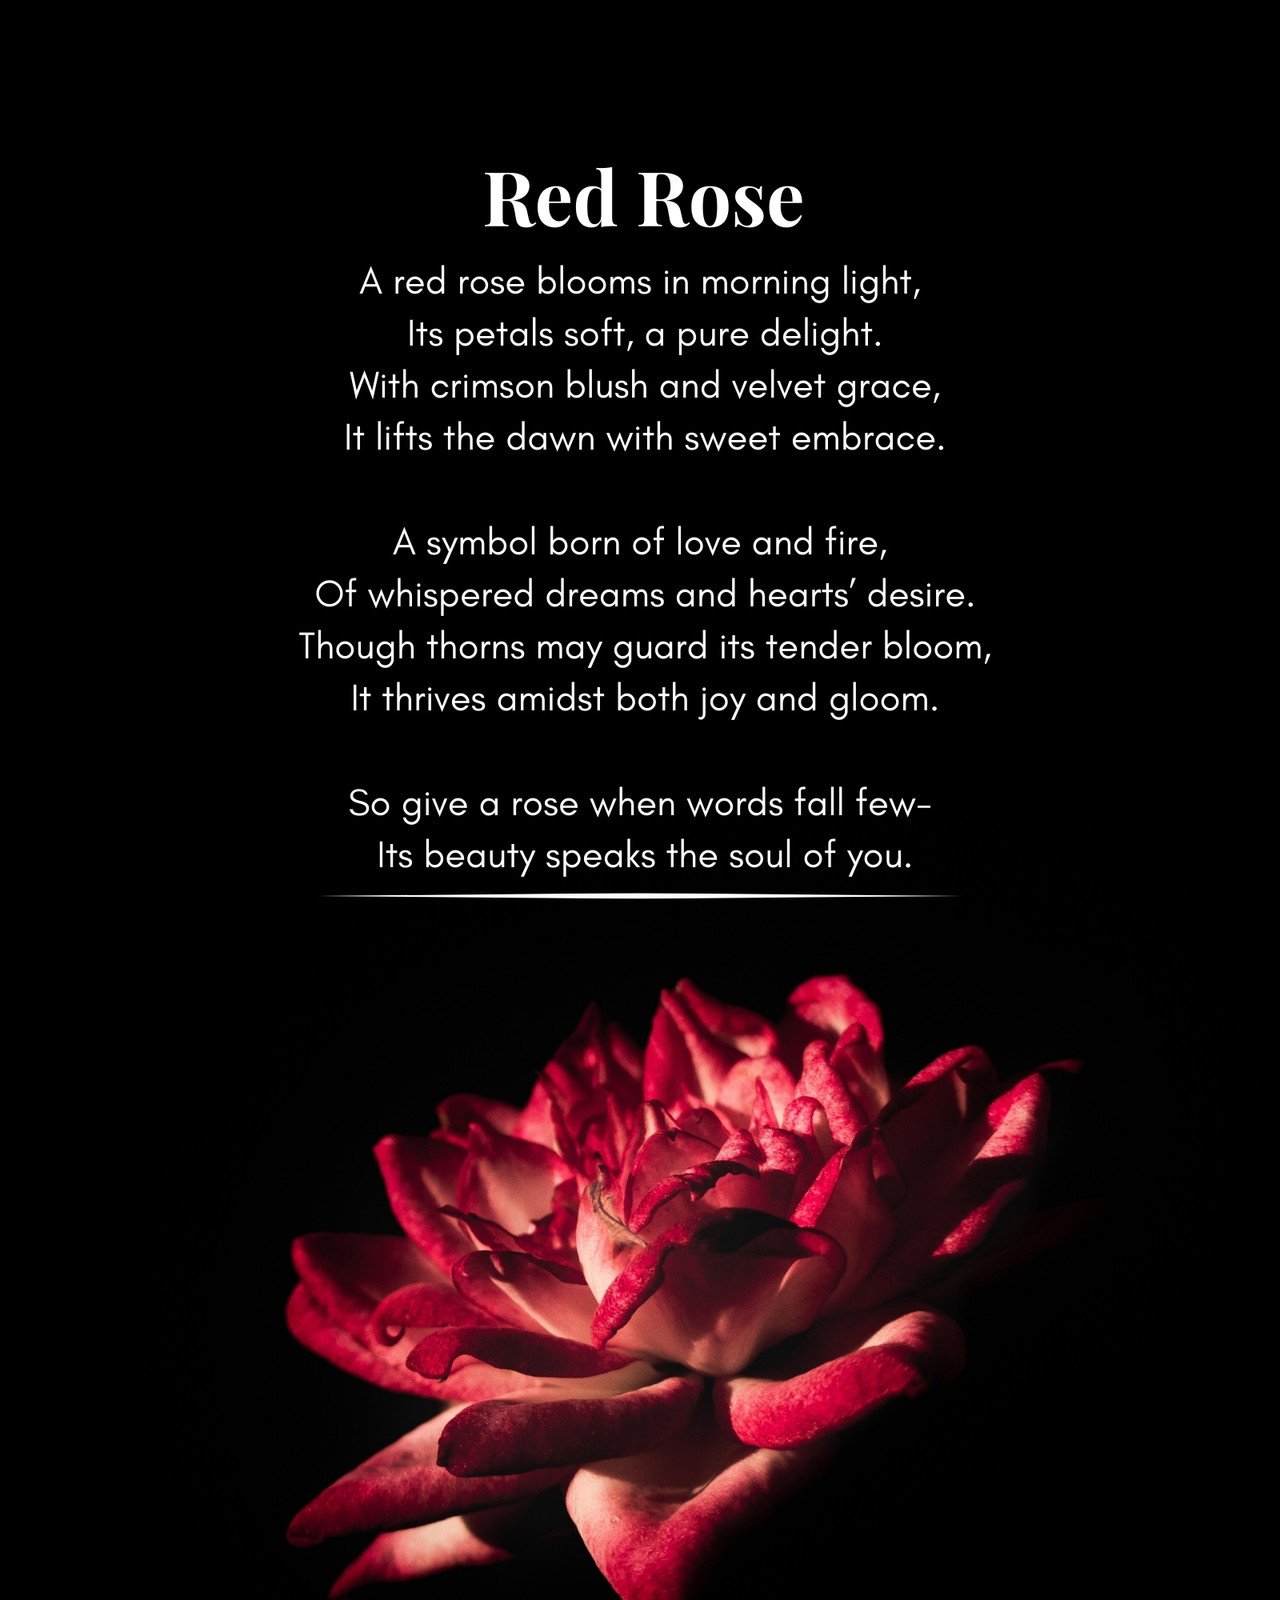 Red Rose
A red rose blooms in morning light,
Its petals soft, a pure delight.
With crimson blush and velvet grace,
It lifts the dawn with sweet embrace.
A symbol born of love and fire,
Of whispered dreams and hearts’ desire.
Though thorns may guard its tender bloom,
It thrives amidst both joy and gloom.
So give a rose when words fall few-
Its beauty speaks the soul of you.